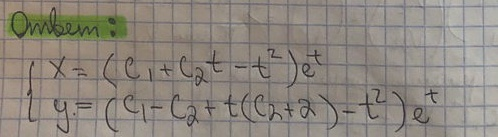 Ответ:
{ x = (C₁ + C₂t - t²)eᵗ
y = (C₁ - C₂ + t(C₂ + 2) - t²)eᵗ